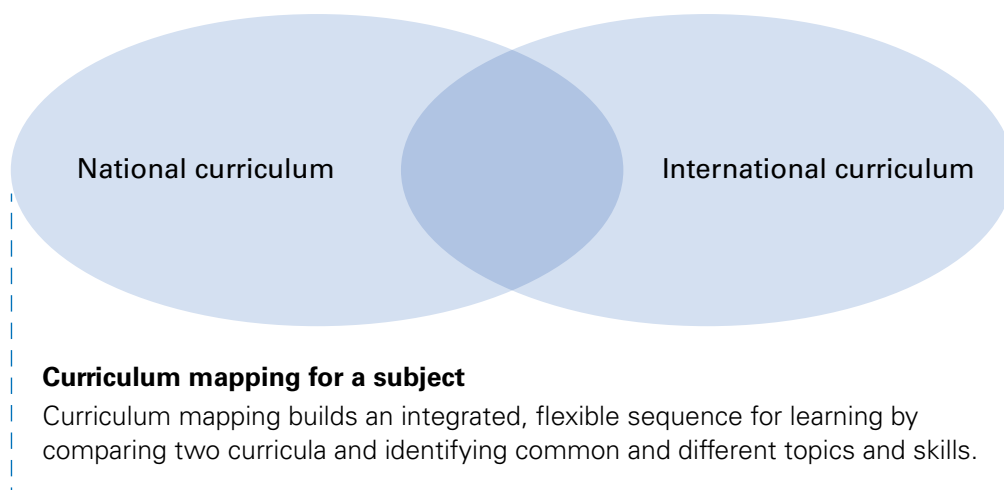 National curriculum
International curriculum
Curriculum mapping for a subject
Curriculum mapping builds an integrated, flexible sequence for learning by
comparing two curricula and identifying common and different topics and skills.